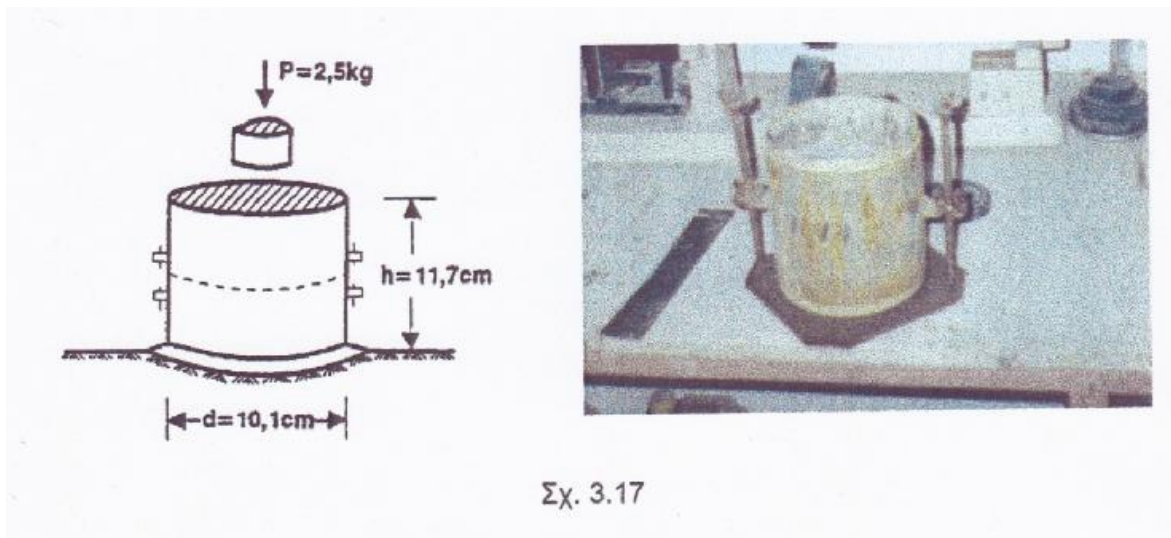 P=2,5kg
h=11,7cm
d=10,1cm
Σχ. 3.17